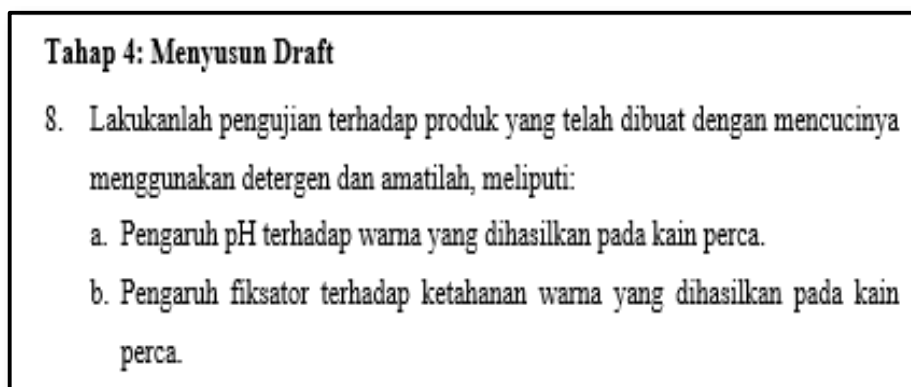 Tahap 4: Menyusun Draft
8. Lakukanlah pengujian terhadap produk yang telah dibuat dengan mencucinya
menggunakan detergen dan amatilah, meliputi:
a. Pengaruh pH terhadap warna yang dihasilkan pada kain perca.
b. Pengaruh fiksator terhadap ketahanan warna yang dihasilkan pada kain
perca.